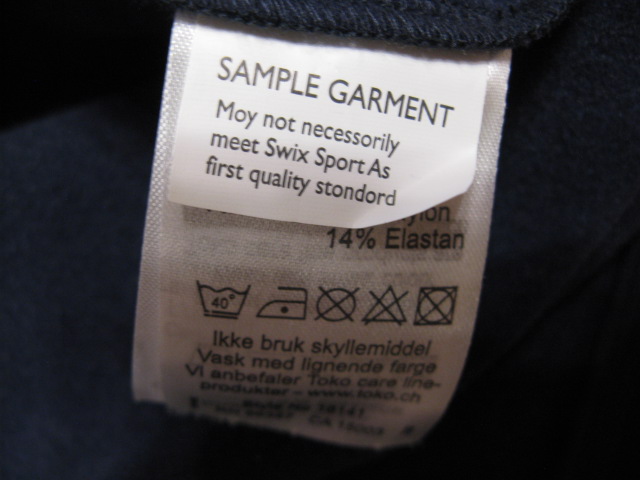 SAMPLE GARMENT
Moy not necessorily
meet Swix Sport As
first quality stondord
14% Elastan
40°
Ikke bruk skyllemiddel
Vask med lignende farge
Vi anbefaler Toko care line-
produkter - www.toko.ch